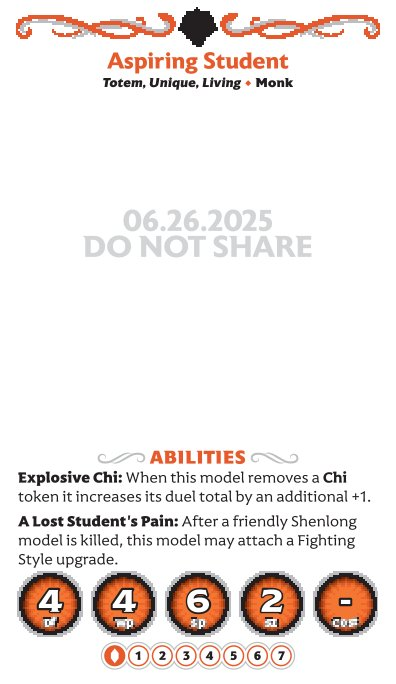 Aspiring Student
Totem, Unique, Living • Monk
06.26.2025
DO NOT SHARE
ABILITIES
Explosive Chi: When this model removes a Chi
token it increases its duel total by an additional +1.
A Lost Student's Pain: After a friendly Shenlong
model is killed, this model may attach a Fighting
Style upgrade.
4 4 6 2 -
Df Wp Sp Sz Cost
1 2 3 4 5 6 7